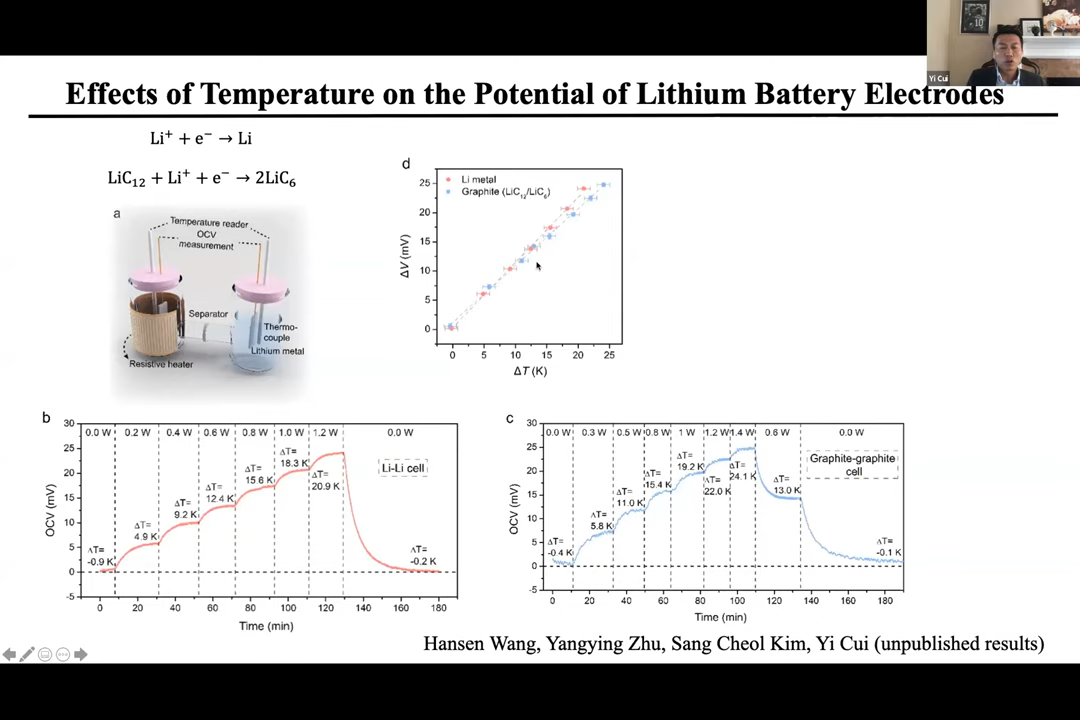 Yi Cui
Effects of Temperature on the Potential of Lithium Battery Electrodes
Li⁺ + e⁻ → Li
LiC₁₂ + Li⁺ + e⁻ → 2LiC₆
a
Temperature reader
OCV
measurement
Separator
Thermo-
couple
Lithium metal
Resistive heater
d
Li metal
Graphite (LiC₁₂/LiC₆)
25
20
15
10
5
0
ΔV (mV)
0 5 10 15 20 25
ΔT (K)
b
30
25
20
15
10
5
0
-5
OCV (mV)
0.0 W 0.2 W 0.4 W 0.6 W 0.8 W 1.0 W 1.2 W 0.0 W
ΔT=
-0.9 K
ΔT=
4.9 K
ΔT=
9.2 K
ΔT=
12.4 K
ΔT=
15.6 K
ΔT=
18.3 K
ΔT=
20.9 K
ΔT=
-0.2 K
Li-Li cell
0 20 40 60 80 100 120 140 160 180
Time (min)
c
30
25
20
15
10
5
0
-5
OCV (mV)
0.0 W 0.3 W 0.5 W 0.8 W 1 W 1.2 W 1.4 W 0.6 W 0.0 W
ΔT=
-0.4 K
ΔT=
5.8 K
ΔT=
11.0 K
ΔT=
15.4 K
ΔT=
19.2 K
ΔT=
22.0 K
ΔT=
24.1 K
ΔT=
13.0 K
ΔT=
-0.1 K
Graphite-graphite
cell
0 20 40 60 80 100 120 140 160 180
Time (min)
Hansen Wang, Yangying Zhu, Sang Cheol Kim, Yi Cui (unpublished results)